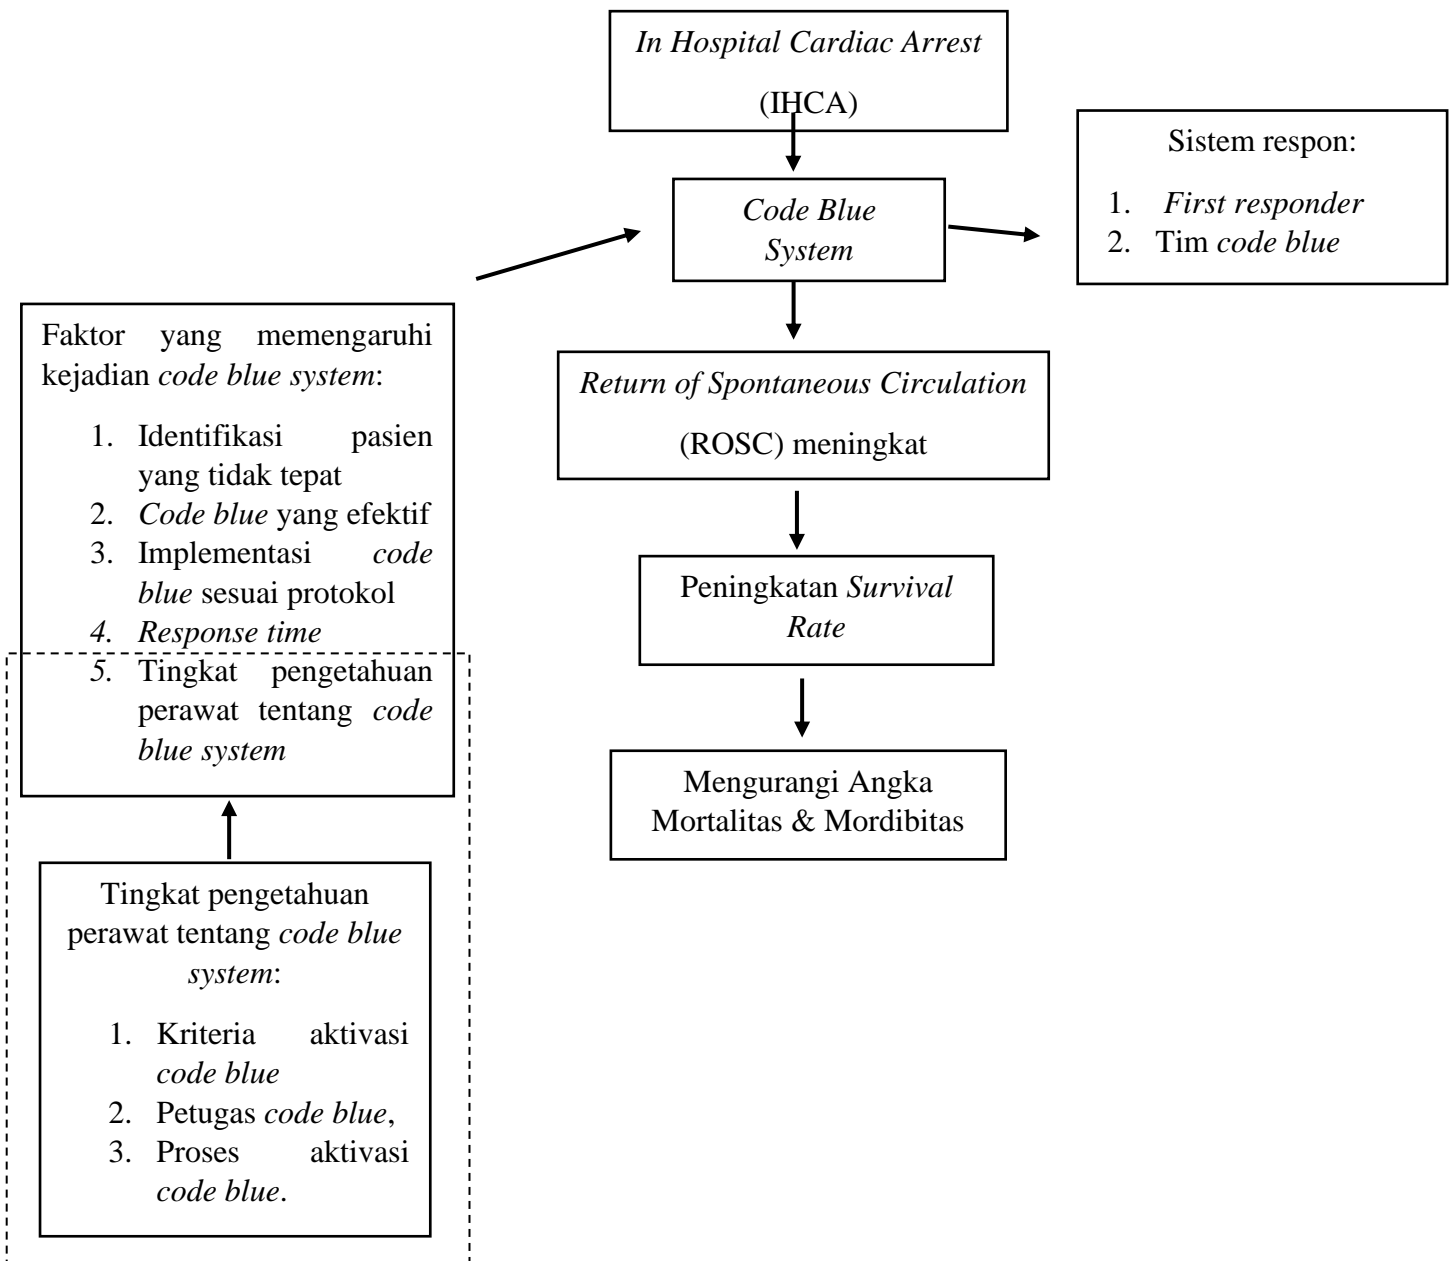 In Hospital Cardiac Arrest
(IHCA)
Sistem respon:
1. First responder
2. Tim code blue
Code Blue
System
Faktor yang memengaruhi
kejadian code blue system:
1. Identifikasi pasien
yang tidak tepat
2. Code blue yang efektif
3. Implementasi code
blue sesuai protokol
4. Response time
5. Tingkat pengetahuan
perawat tentang code
blue system
Return of Spontaneous Circulation
(ROSC) meningkat
Peningkatan Survival
Rate
Mengurangi Angka
Mortalitas & Mordibitas
Tingkat pengetahuan
perawat tentang code blue
system:
1. Kriteria aktivasi
code blue
2. Petugas code blue,
3. Proses aktivasi
code blue.